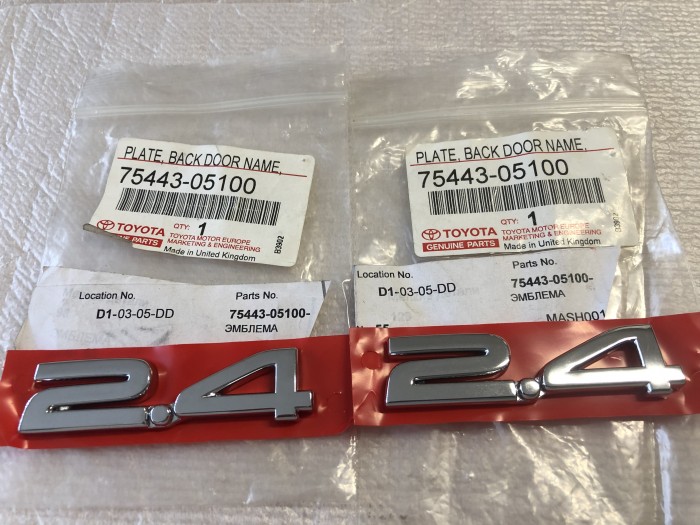 PLATE, BACK DOOR NAME,
75443-05100
QTY: 1
TOYOTA
TOYOTA MOTOR EUROPE
MARKETING & ENGINEERING
PARTS
Made in United Kingdom
Location No.
Parts No.
D1-03-05-DD
75443-05100-
ЭМБЛЕМА
2.4
PLATE, BACK DOOR NAME,
75443-05100
QTY: 1
TOYOTA
GENUINE PARTS
TOYOTA MOTOR EUROPE
MARKETING & ENGINEERING
Made in United Kingdom
Location No.
Parts No.
D1-03-05-DD
75443-05100-
ЭМБЛЕМА
MASH001
2.4